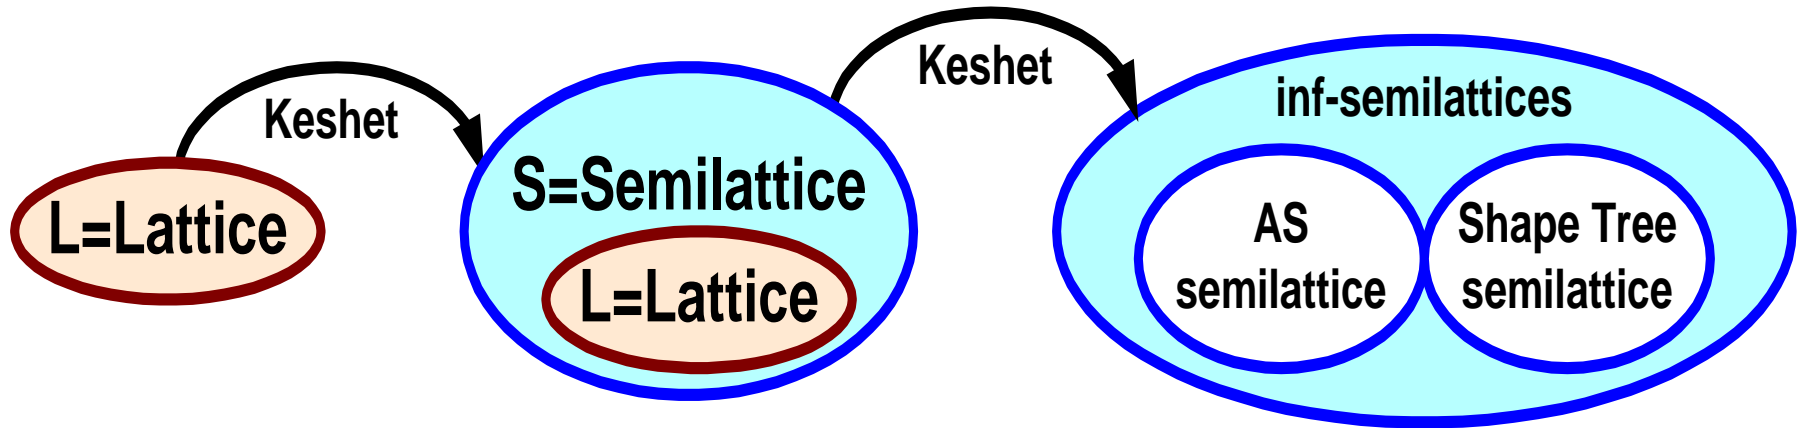 Keshet
Keshet
inf-semilattices
S=Semilattice
L=Lattice
L=Lattice
AS
semilattice
Shape Tree
semilattice